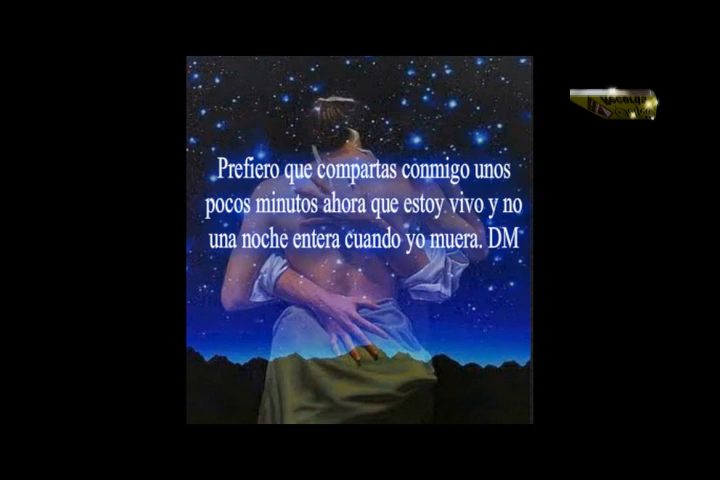 Prefiero que compartas conmigo unos
pocos minutos ahora que estoy vivo y no
una noche entera cuando yo muera. DM